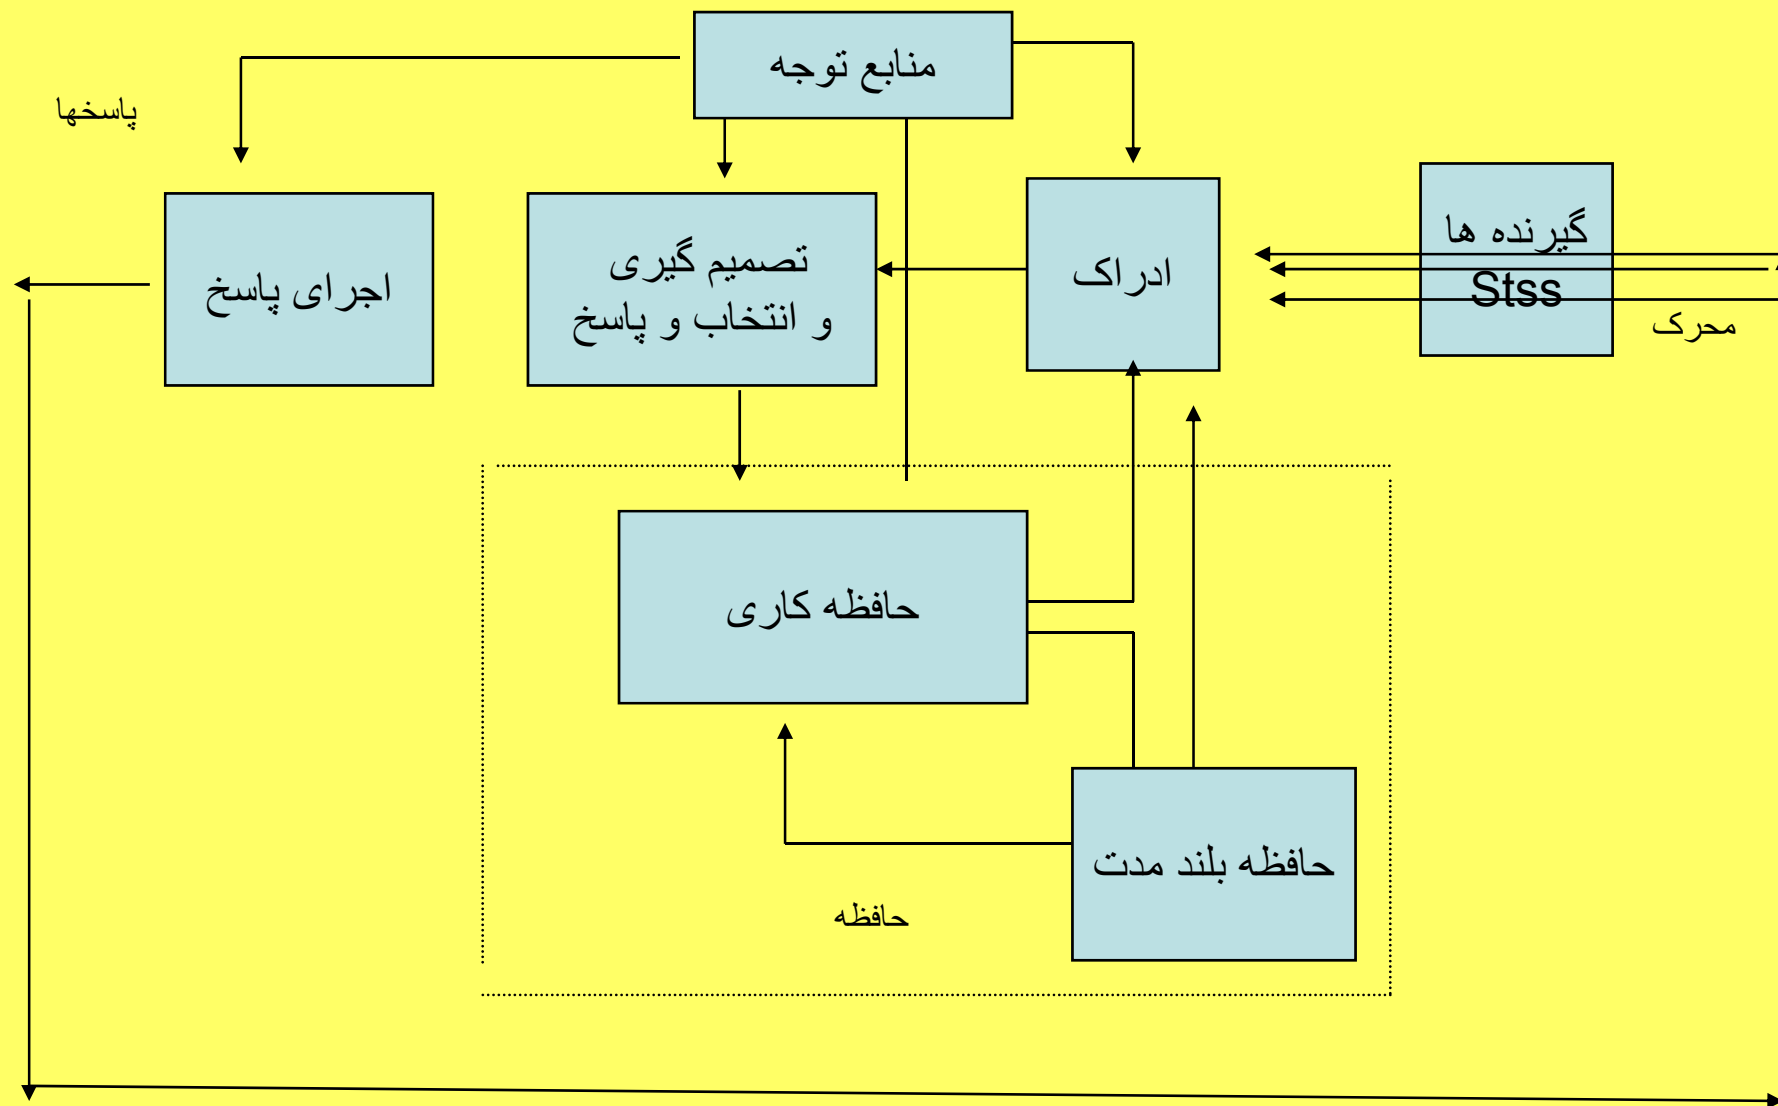 منابع توجه
پاسخها
گیرنده ها
Stss
محرک
ادراک
تصمیم گیری
و انتخاب و پاسخ
اجرای پاسخ
حافظه کاری
حافظه بلند مدت
حافظه